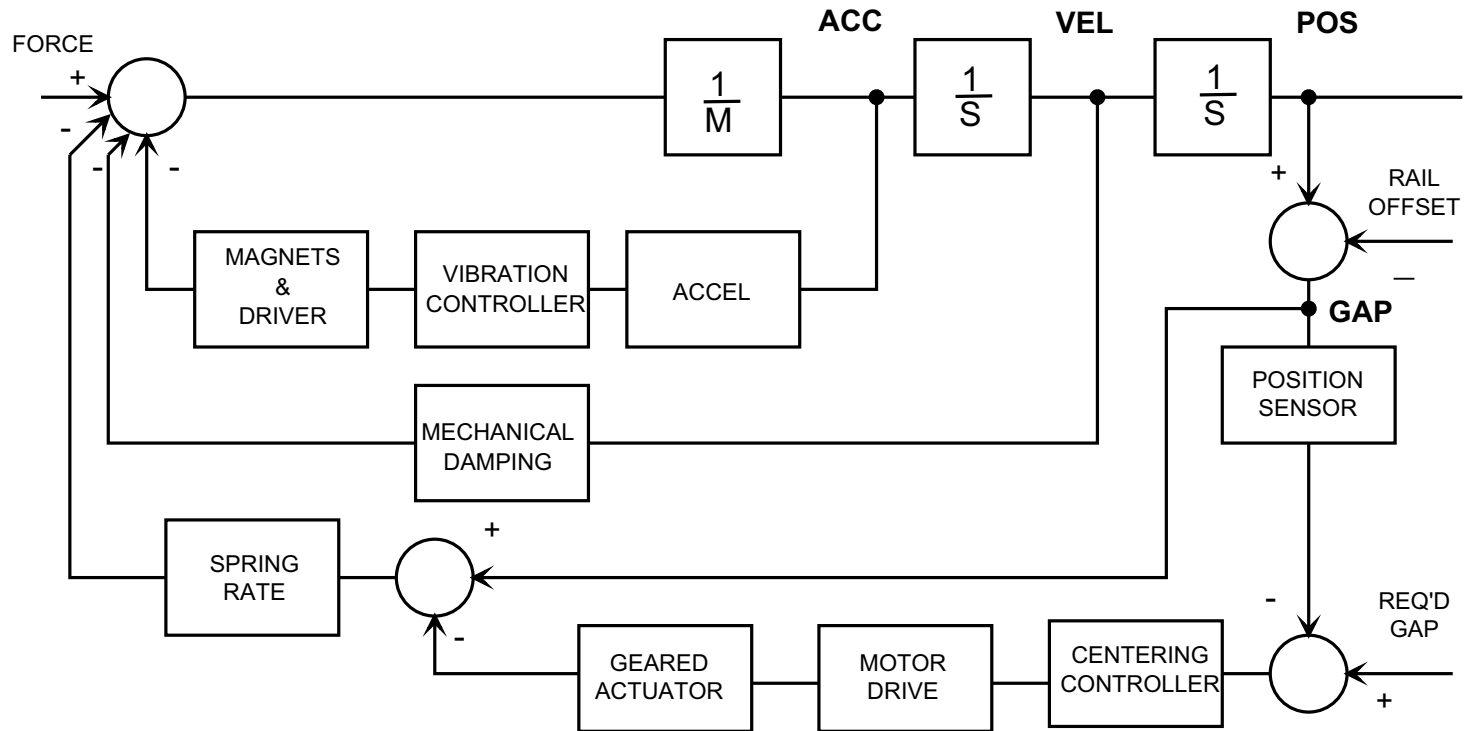 ACC
VEL
POS
FORCE
+
-
-
-
1
M
1
S
1
S
+
RAIL
OFFSET
—
GAP
MAGNETS
&
DRIVER
VIBRATION
CONTROLLER
ACCEL
POSITION
SENSOR
MECHANICAL
DAMPING
+
SPRING
RATE
-
-
REQ'D
GAP
+
GEARED
ACTUATOR
MOTOR
DRIVE
CENTERING
CONTROLLER